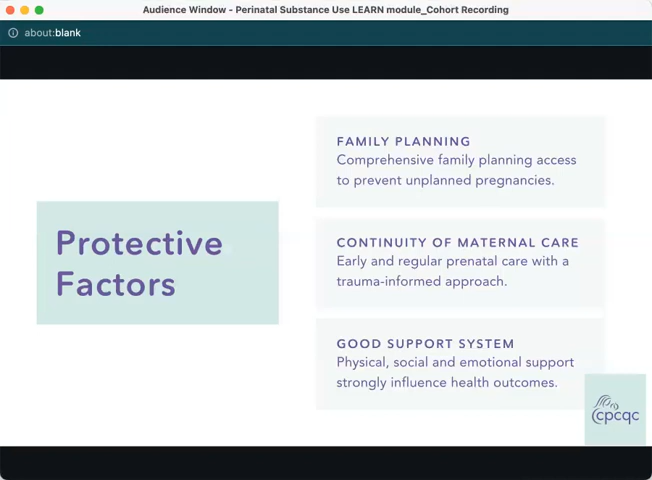 Audience Window - Perinatal Substance Use LEARN module_Cohort Recording
about:blank
Protective
Factors
FAMILY PLANNING
Comprehensive family planning access
to prevent unplanned pregnancies.
CONTINUITY OF MATERNAL CARE
Early and regular prenatal care with a
trauma-informed approach.
GOOD SUPPORT SYSTEM
Physical, social and emotional support
strongly influence health outcomes.
cpcqc